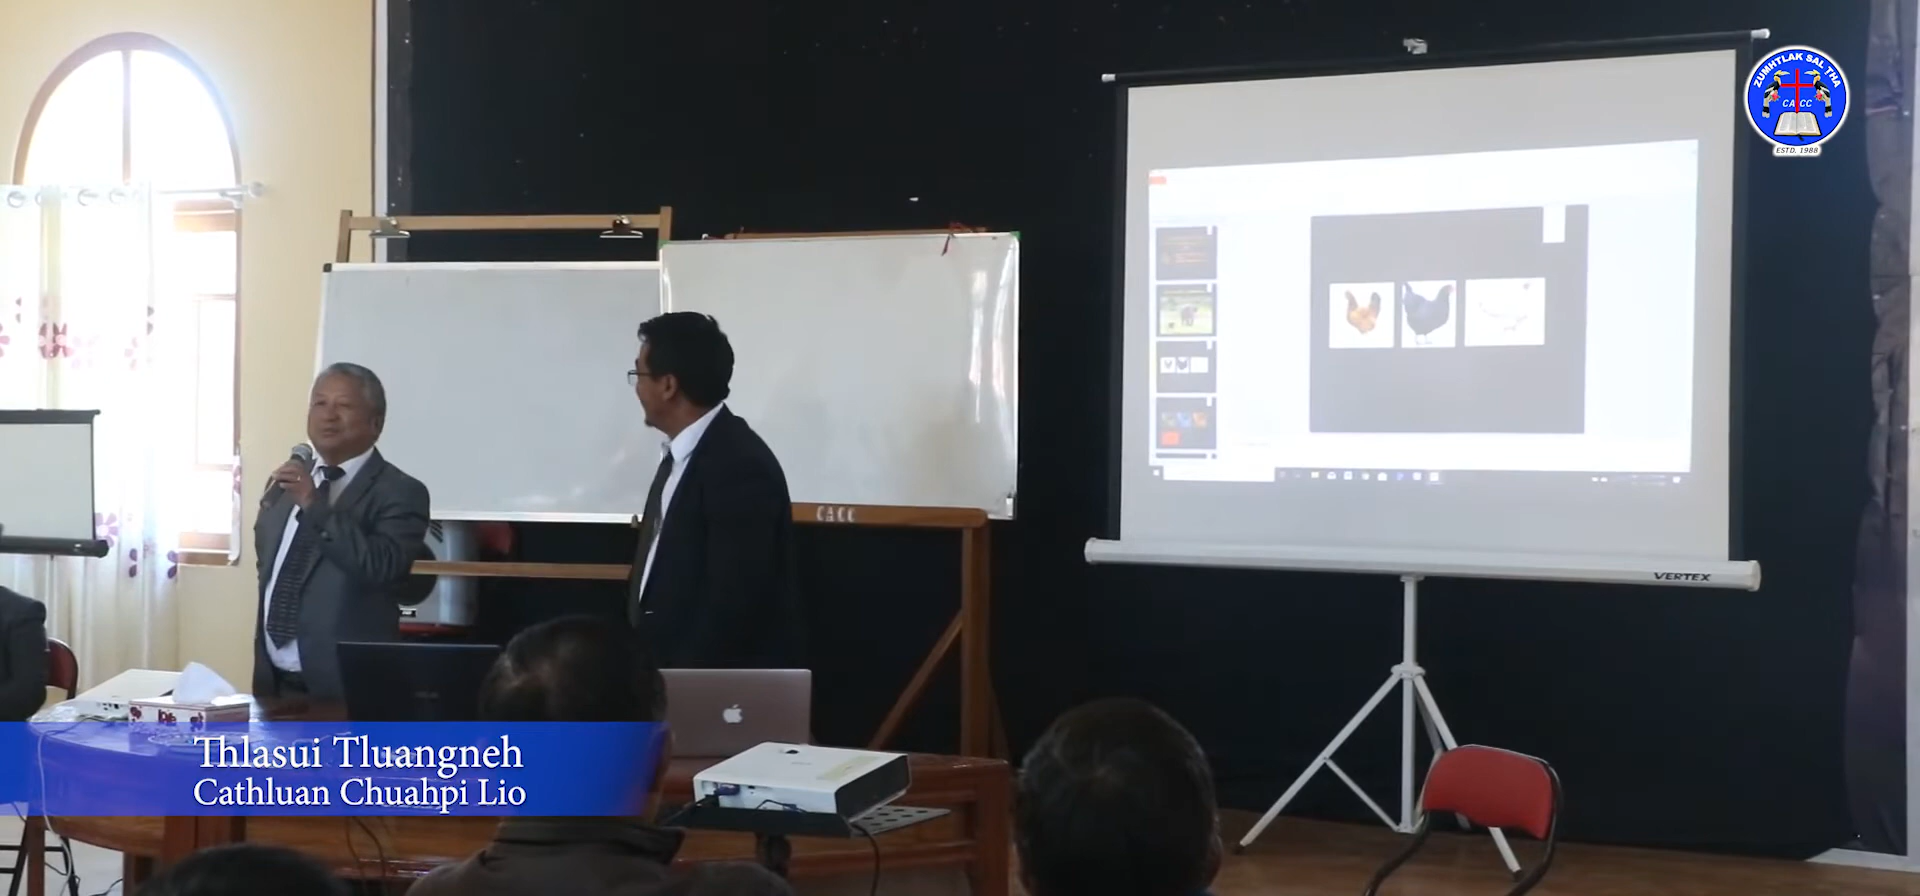 ZUMHTLAK SAL THA
CACC
ESTD. 1988
CACC
VERTEX
Thlasui Tluangneh
Cathluan Chuahpi Lio